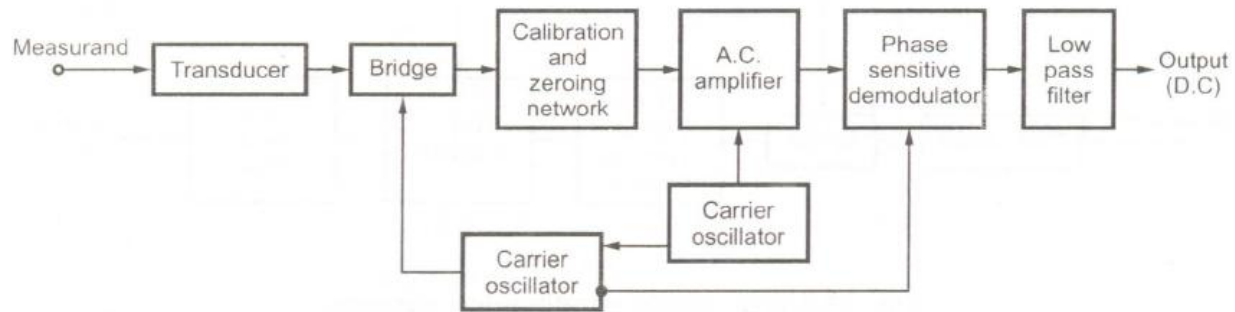 Measurand
Transducer
Bridge
Calibration
and
zeroing
network
A.C.
amplifier
Phase
sensitive
demodulator
Low
pass
filter
Output
(D.C)
Carrier
oscillator
Carrier
oscillator